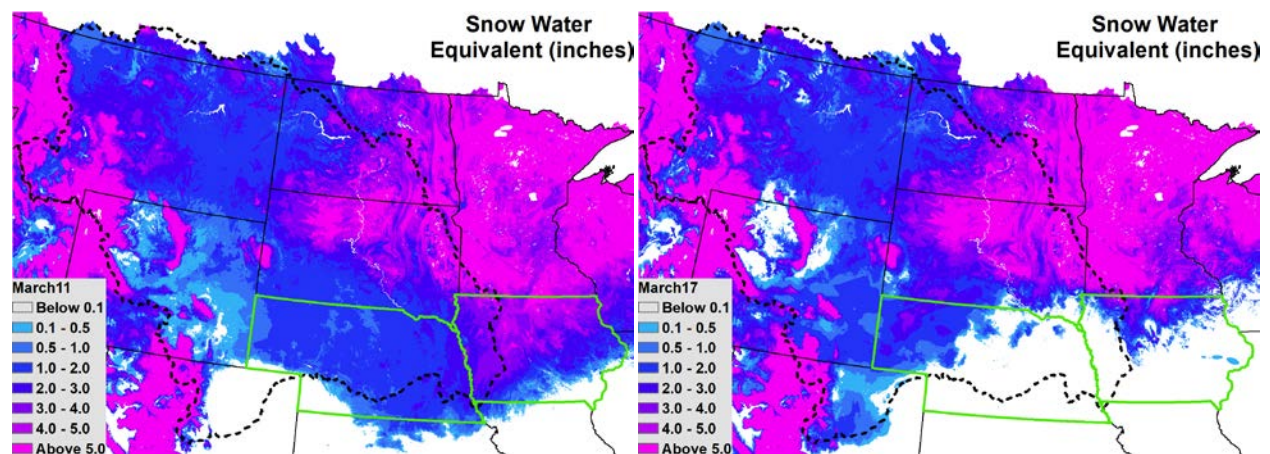 Snow Water
Equivalent (inches)
March11
Below 0.1
0.1 - 0.5
0.5 - 1.0
1.0 - 2.0
2.0 - 3.0
3.0 - 4.0
4.0 - 5.0
Above 5.0
Snow Water
Equivalent (inches)
March17
Below 0.1
0.1 - 0.5
0.5 - 1.0
1.0 - 2.0
2.0 - 3.0
3.0 - 4.0
4.0 - 5.0
Above 5.0